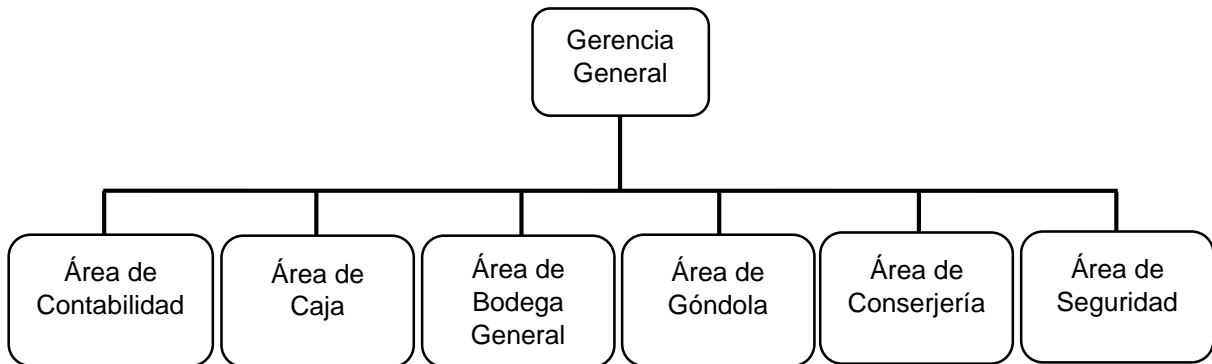 Gerencia
General
Área de
Contabilidad
Área de
Caja
Área de
Bodega
General
Área de
Góndola
Área de
Conserjería
Área de
Seguridad